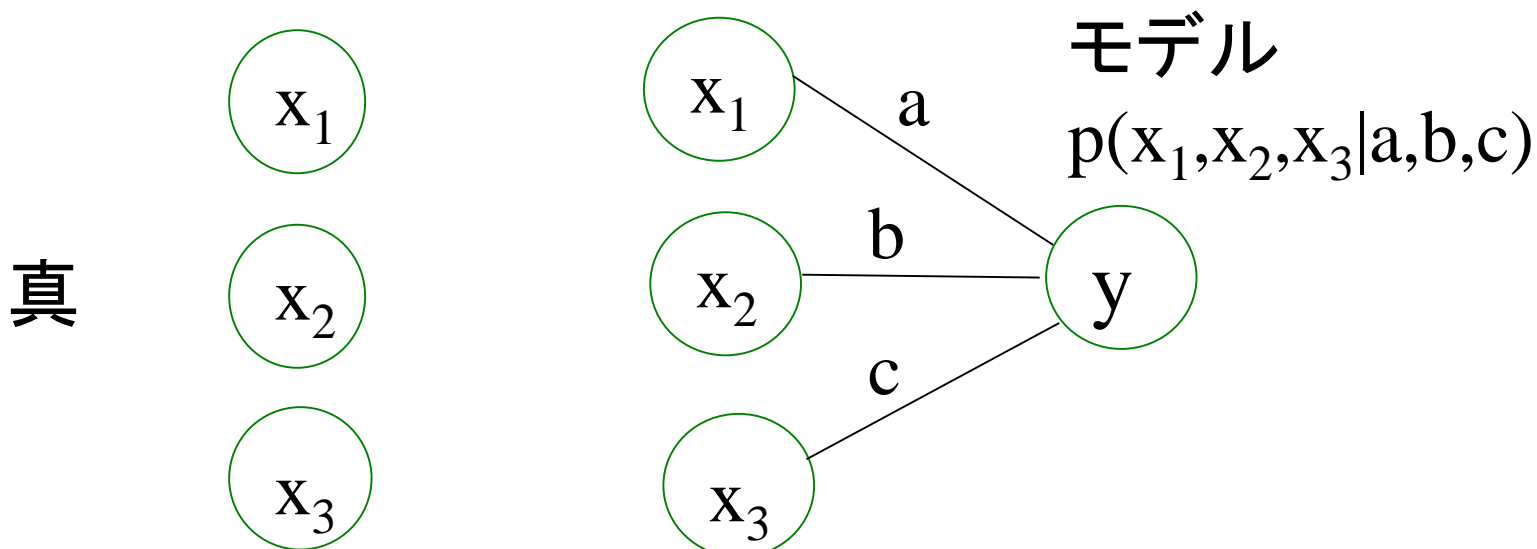 真
x₁
x₂
x₃
x₁
x₂
x₃
a
b
c
y
モデル
p(x₁,x₂,x₃|a,b,c)